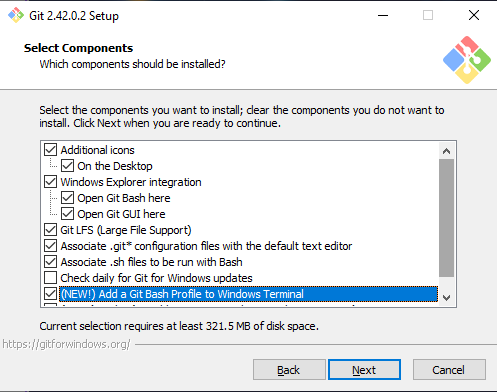 Git 2.42.0.2 Setup
Select Components
Which components should be installed?
Select the components you want to install; clear the components you do not want to
install. Click Next when you are ready to continue.
Additional icons
On the Desktop
Windows Explorer integration
Open Git Bash here
Open Git GUI here
Git LFS (Large File Support)
Associate .git* configuration files with the default text editor
Associate .sh files to be run with Bash
Check daily for Git for Windows updates
(NEW!) Add a Git Bash Profile to Windows Terminal
Current selection requires at least 321.5 MB of disk space.
https://gitforwindows.org/
Back
Next
Cancel